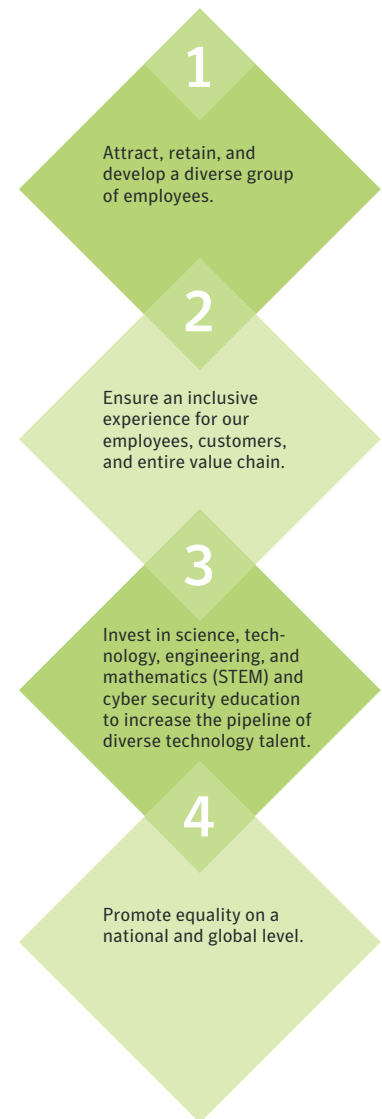 1
Attract, retain, and
develop a diverse group
of employees.
2
Ensure an inclusive
experience for our
employees, customers,
and entire value chain.
3
Invest in science, tech-
nology, engineering, and
mathematics (STEM) and
cyber security education
to increase the pipeline of
diverse technology talent.
4
Promote equality on a
national and global level.